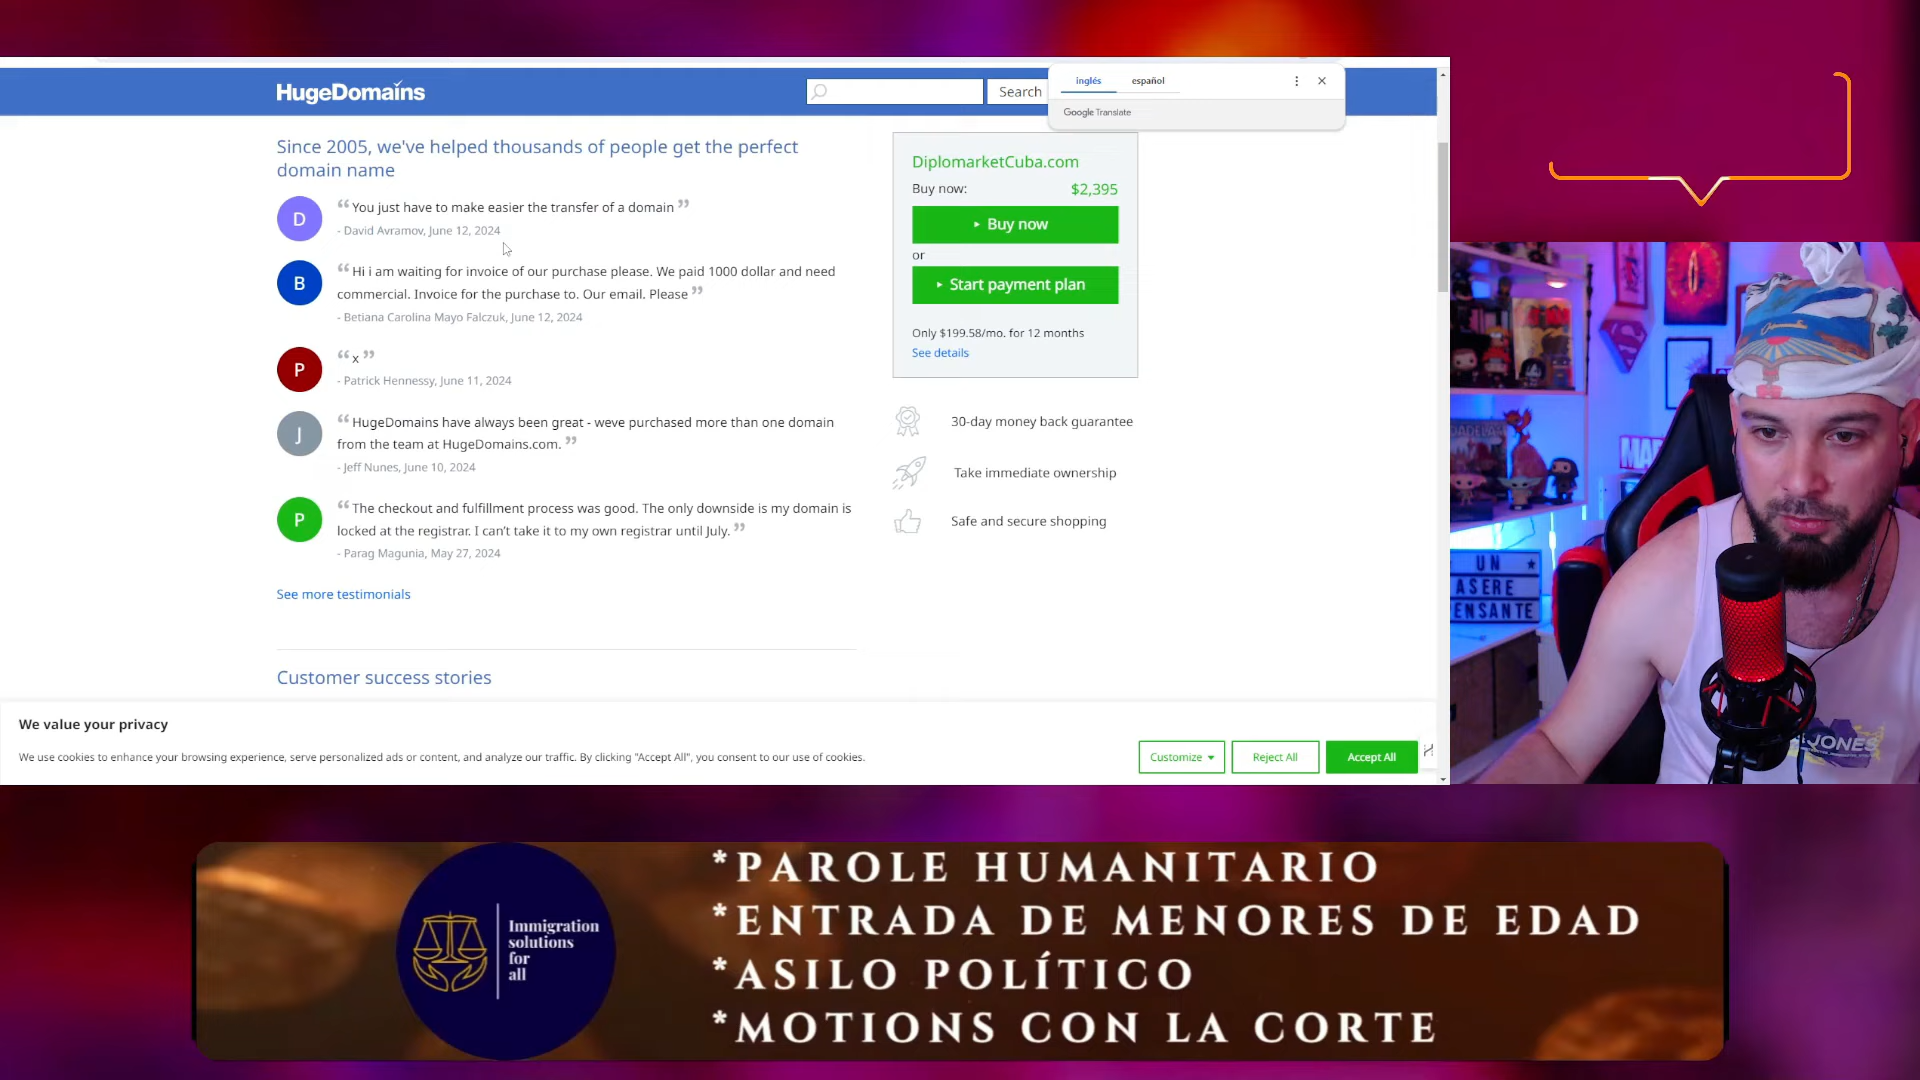 HugeDomains
Search
inglés español
Google Translate
Since 2005, we've helped thousands of people get the perfect
domain name
D
“ You just have to make easier the transfer of a domain ”
- David Avramov, June 12, 2024
B
“ Hi i am waiting for invoice of our purchase please. We paid 1000 dollar and need
commercial. Invoice for the purchase to. Our email. Please ”
- Betiana Carolina Mayo Falczuk, June 12, 2024
P
“ x ”
- Patrick Hennessy, June 11, 2024
J
“ HugeDomains have always been great - weve purchased more than one domain
from the team at HugeDomains.com. ”
- Jeff Nunes, June 10, 2024
P
“ The checkout and fulfillment process was good. The only downside is my domain is
locked at the registrar. I can't take it to my own registrar until July. ”
- Parag Magunia, May 27, 2024
See more testimonials
Customer success stories
DiplomarketCuba.com
Buy now: $2,395
Buy now
or
Start payment plan
Only $199.58/mo. for 12 months
See details
30-day money back guarantee
Take immediate ownership
Safe and secure shopping
We value your privacy
We use cookies to enhance your browsing experience, serve personalized ads or content, and analyze our traffic. By clicking "Accept All", you consent to our use of cookies.
Customize
Reject All
Accept All
UN
ASERE
ENSANTE
JONES
Immigration
solutions
for
all
*PAROLE HUMANITARIO
*ENTRADA DE MENORES DE EDAD
*ASILO POLÍTICO
*MOTIONS CON LA CORTE